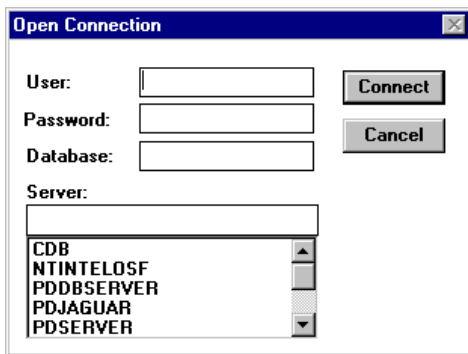 Open Connection
User:
Connect
Password:
Cancel
Database:
Server:
CDB
NTINTELOSF
PDDBSERVER
PDJAGUAR
PDSERVER